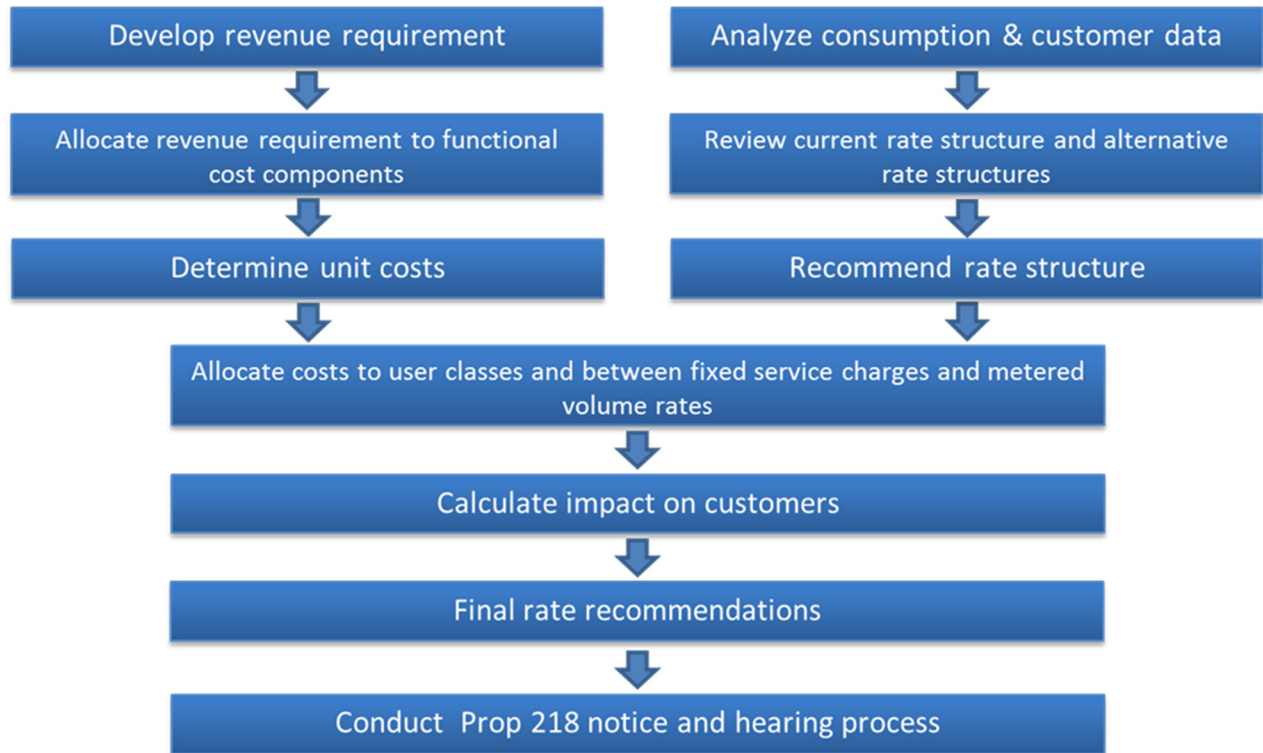 Develop revenue requirement
Allocate revenue requirement to functional
cost components
Determine unit costs
Analyze consumption & customer data
Review current rate structure and alternative
rate structures
Recommend rate structure
Allocate costs to user classes and between fixed service charges and metered
volume rates
Calculate impact on customers
Final rate recommendations
Conduct  Prop 218 notice and hearing process